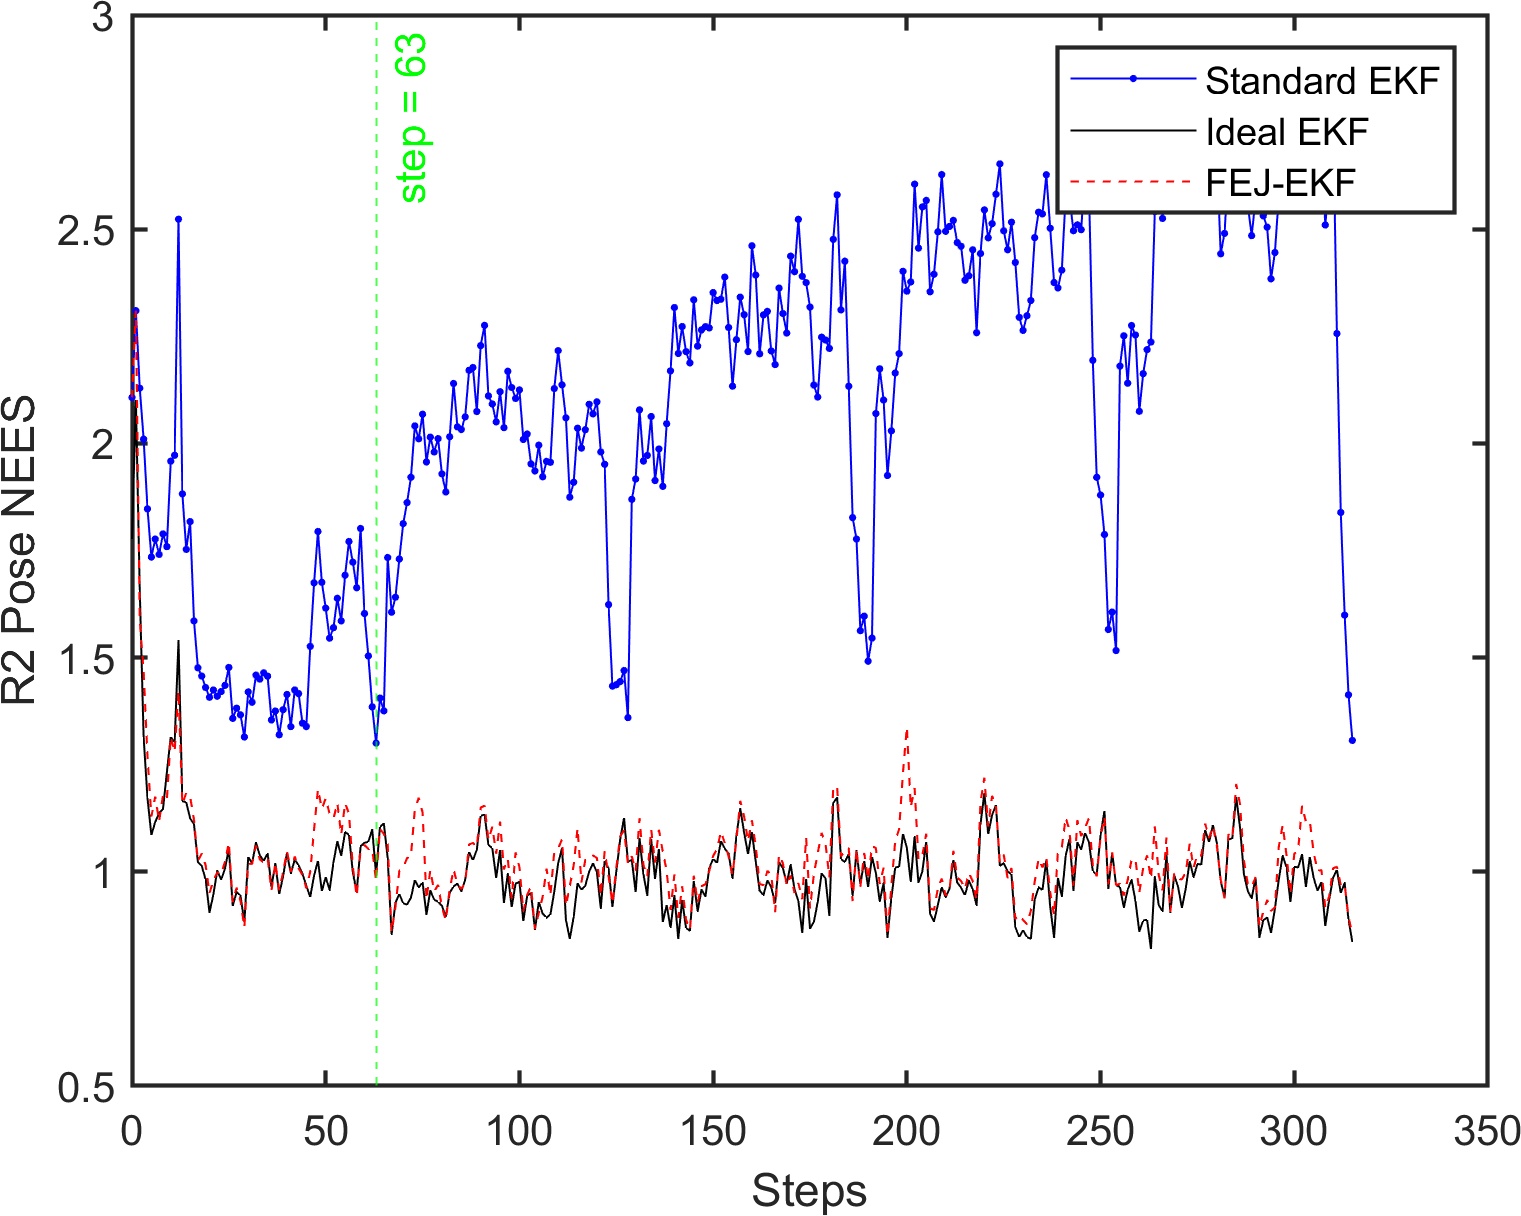 3
2.5
2
1.5
1
0.5
R2 Pose NEES
step = 63
Standard EKF
Ideal EKF
FEJ-EKF
0 50 100 150 200 250 300 350
Steps